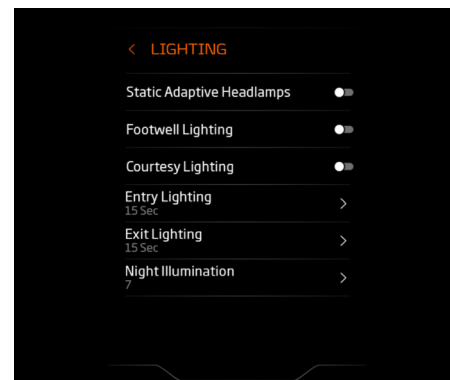 LIGHTING
Static Adaptive Headlamps
Footwell Lighting
Courtesy Lighting
Entry Lighting
15 Sec
Exit Lighting
15 Sec
Night Illumination
7